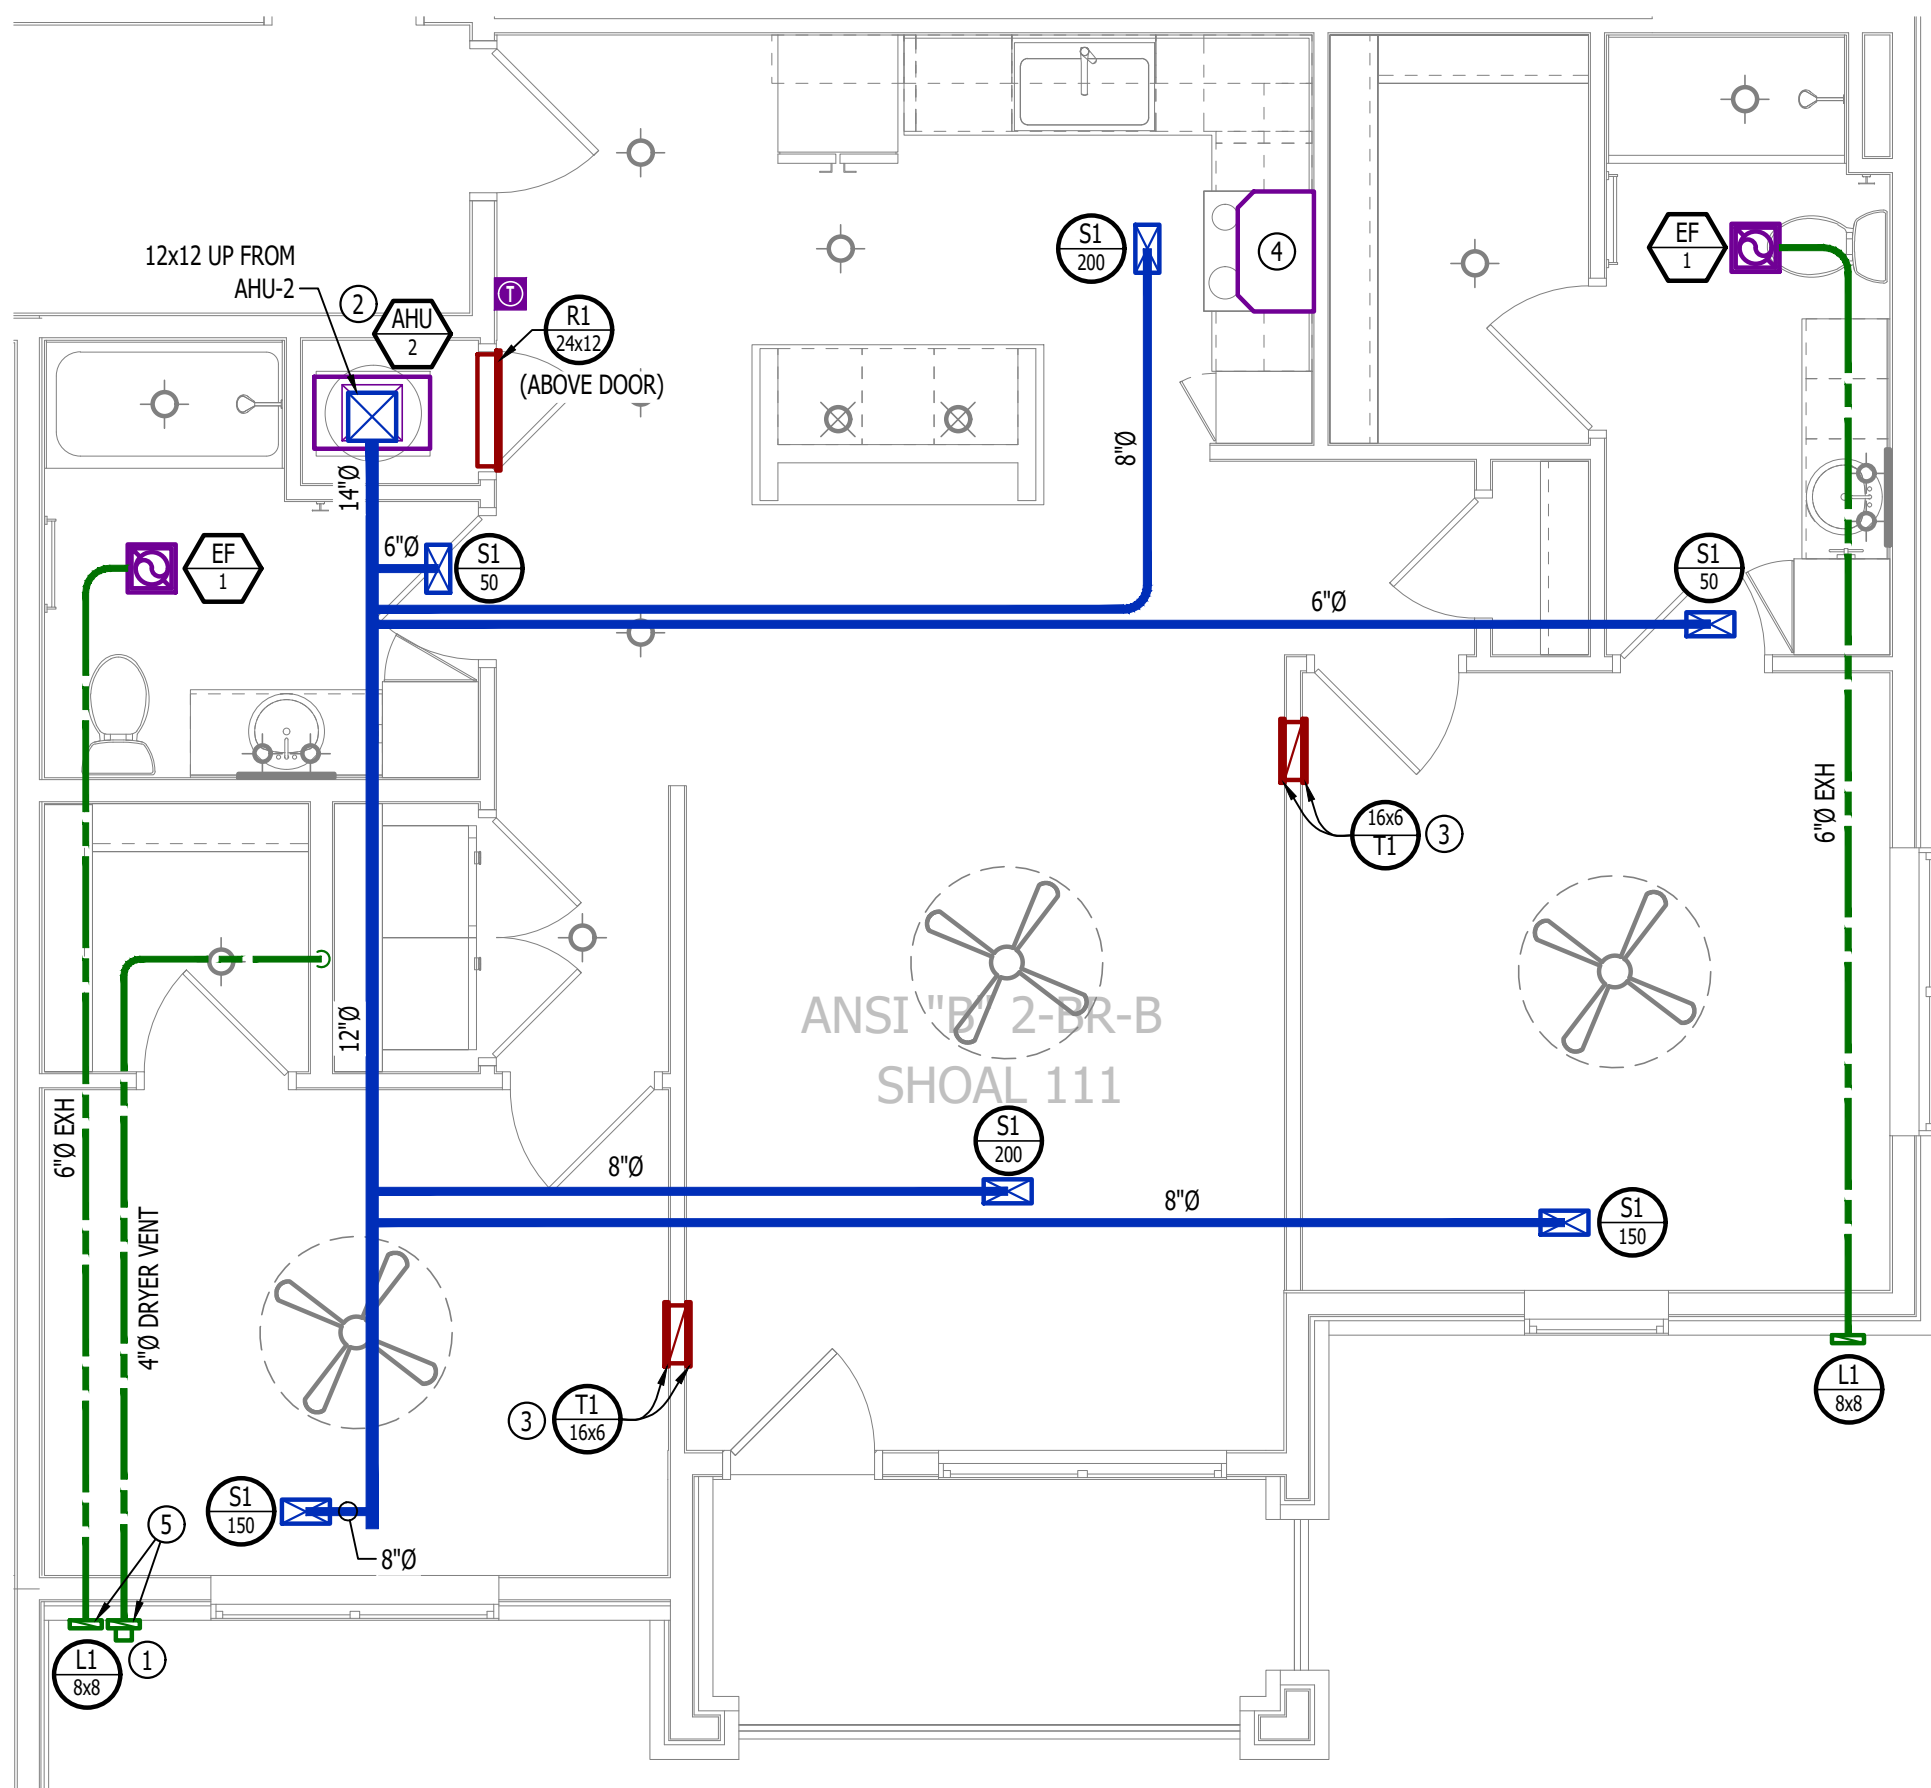 12x12 UP FROM
AHU-2
2
AHU
2
T
R1
24x12
(ABOVE DOOR)
S1
200
4
EF
1
14"Ø
8"Ø
6"Ø
S1
50
EF
1
6"Ø
S1
50
16x6
T1
3
6"Ø EXH
12"Ø
ANSI "B" 2-BR-B
SHOAL 111
6"Ø EXH
4"Ø DRYER VENT
8"Ø
S1
200
8"Ø
S1
150
3
T1
16x6
L1
8x8
S1
150
8"Ø
5
L1
8x8
1